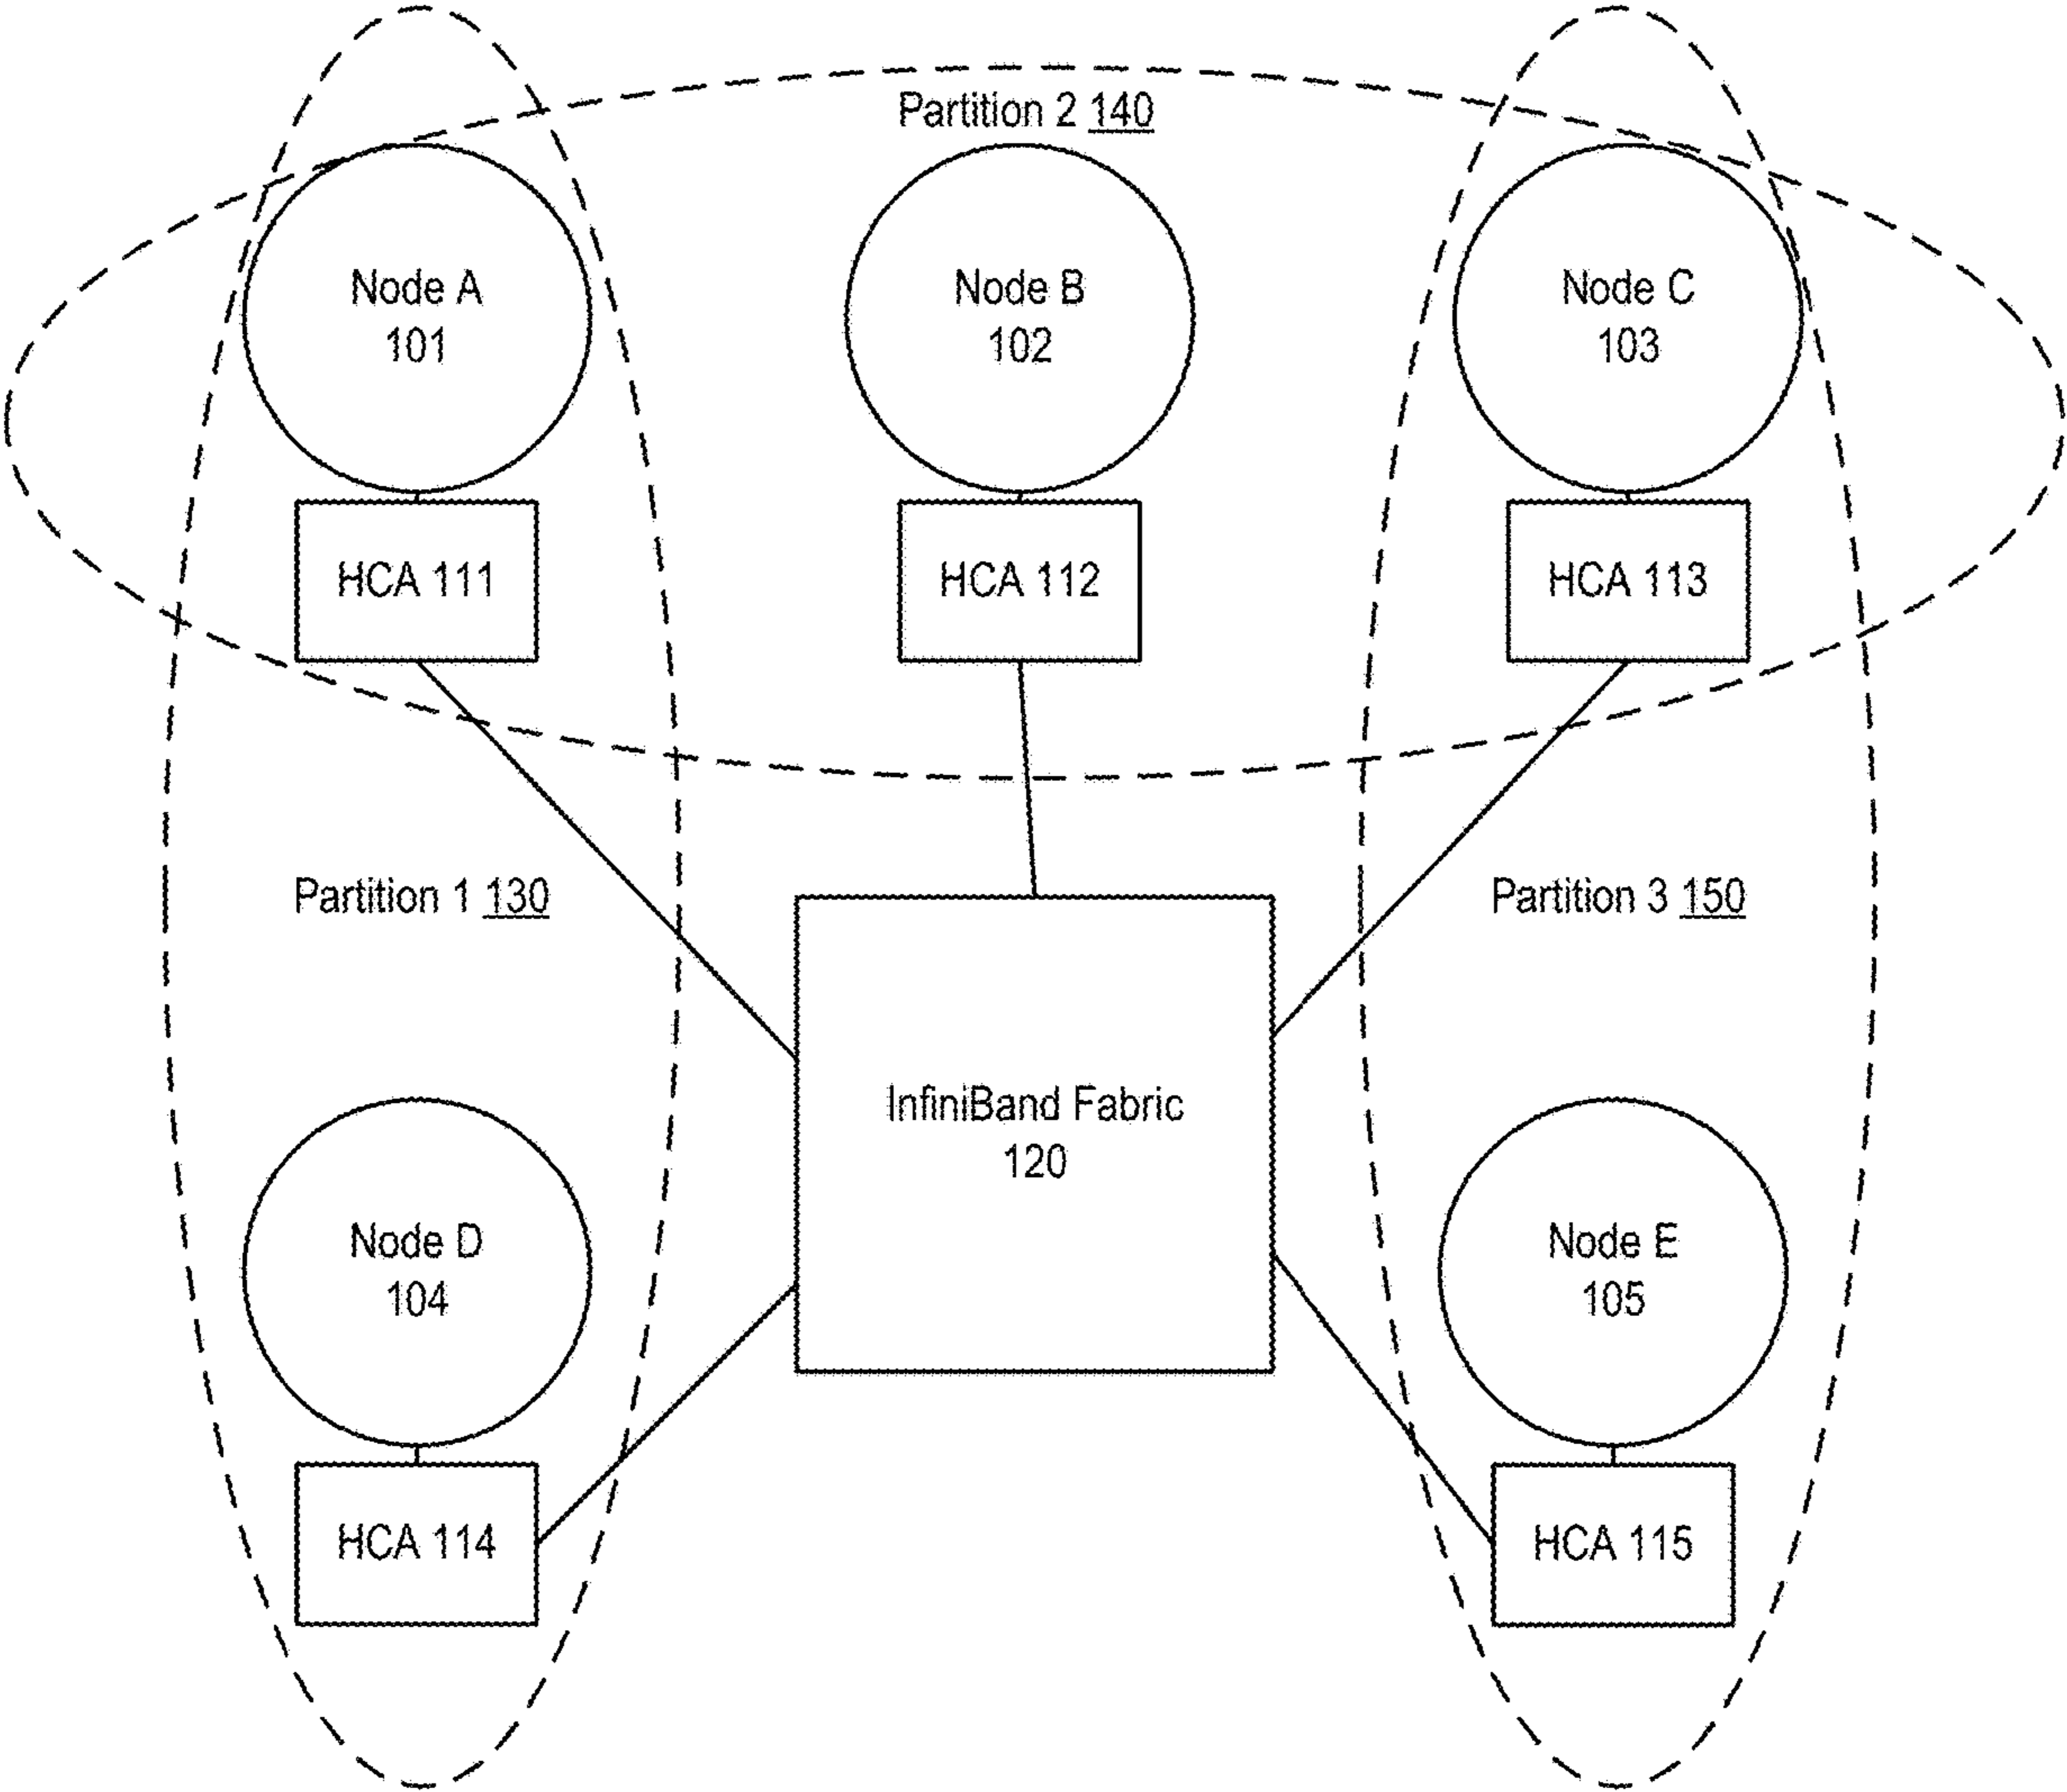 Partition 2 140
Node A
101
Node B
102
Node C
103
HCA 111
HCA 112
HCA 113
Partition 1 130
Partition 3 150
InfiniBand Fabric
120
Node D
104
Node E
105
HCA 114
HCA 115